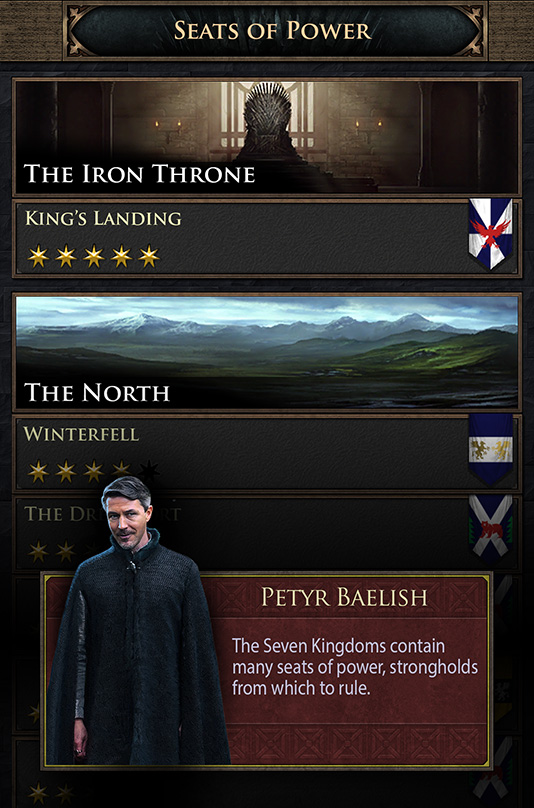 Seats of Power
The Iron Throne
King's Landing
The North
Winterfell
The
Petyr Baelish
The Seven Kingdoms contain
many seats of power, strongholds
from which to rule.